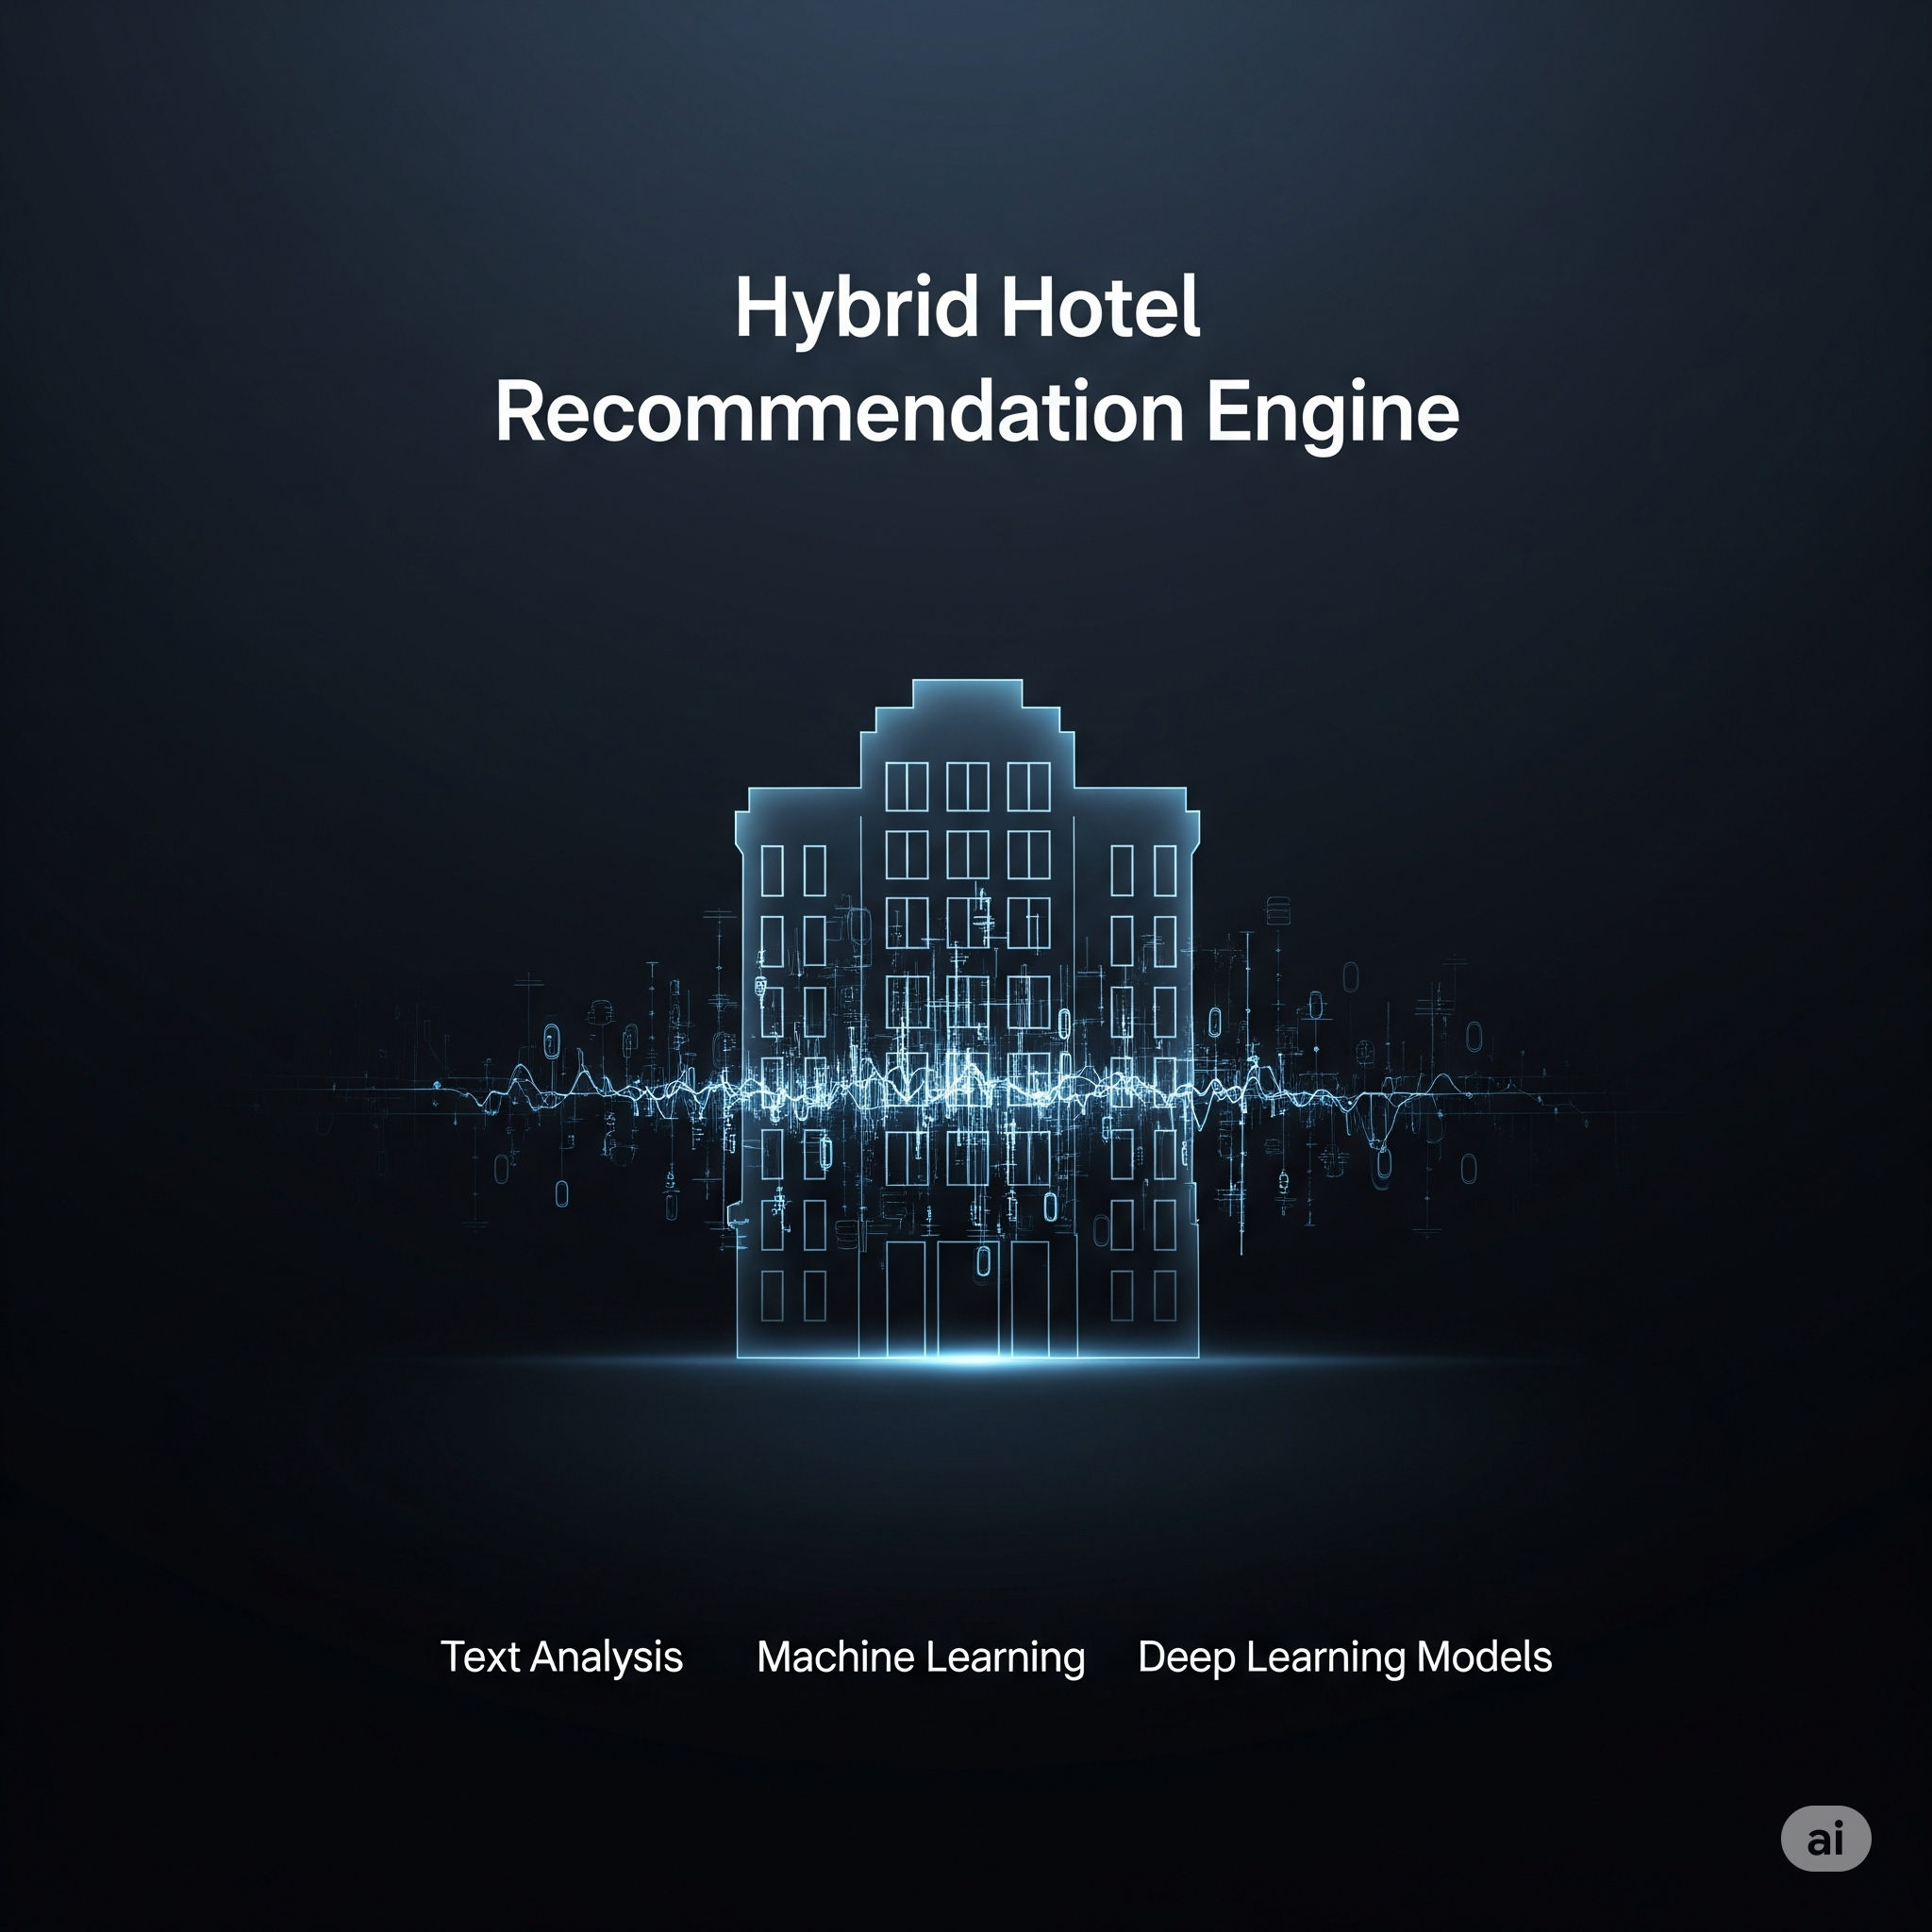 Hybrid Hotel
Recommendation Engine
Text Analysis Machine Learning Deep Learning Models
ai